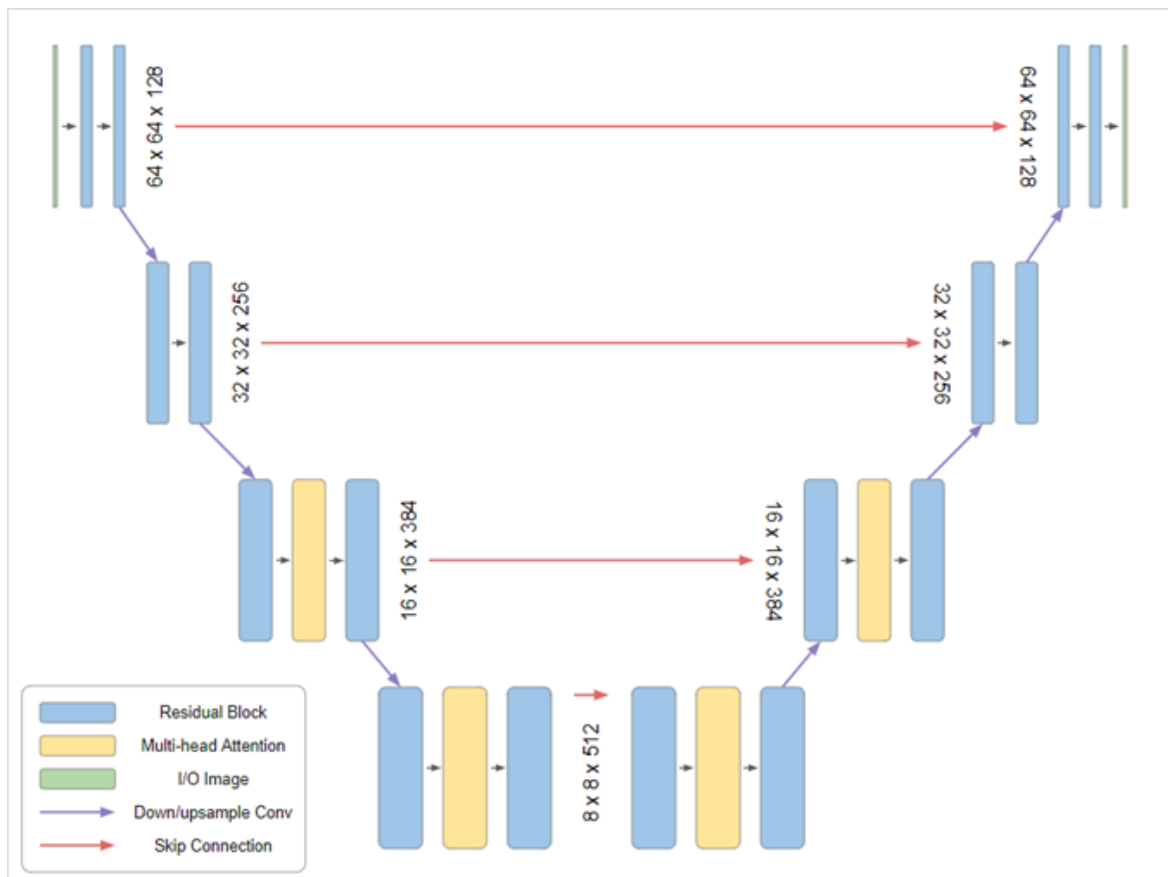 64 x 64 x 128
64 x 64 x 128
32 x 32 x 256
32 x 32 x 256
16 x 16 x 384
16 x 16 x 384
8 x 8 x 512
Residual Block
Multi-head Attention
I/O Image
Down/upsample Conv
Skip Connection